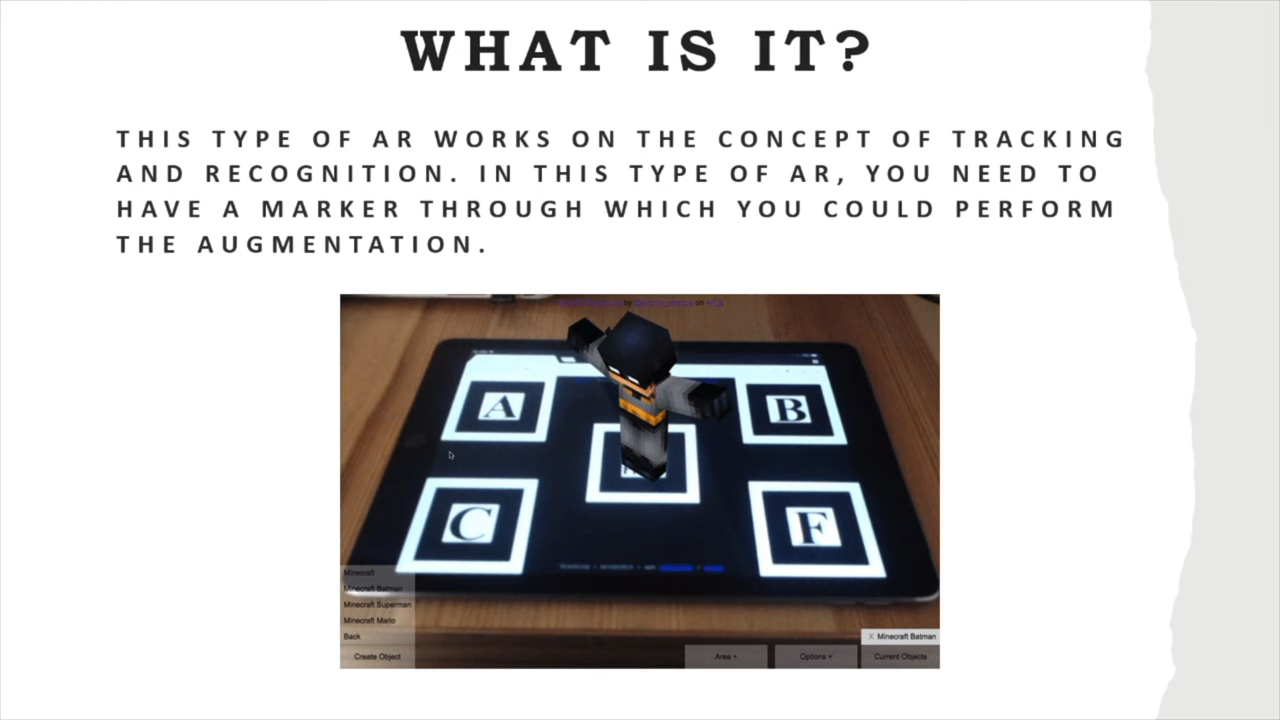 WHAT IS IT?
THIS TYPE OF AR WORKS ON THE CONCEPT OF TRACKING
AND RECOGNITION. IN THIS TYPE OF AR, YOU NEED TO
HAVE A MARKER THROUGH WHICH YOU COULD PERFORM
THE AUGMENTATION.
by on
A
B
C
F
Minecraft
Minecraft Batman
Minecraft Superman
Minecraft Mario
Back
Create Object
Area +
Options +
X Minecraft Batman
Current Objects